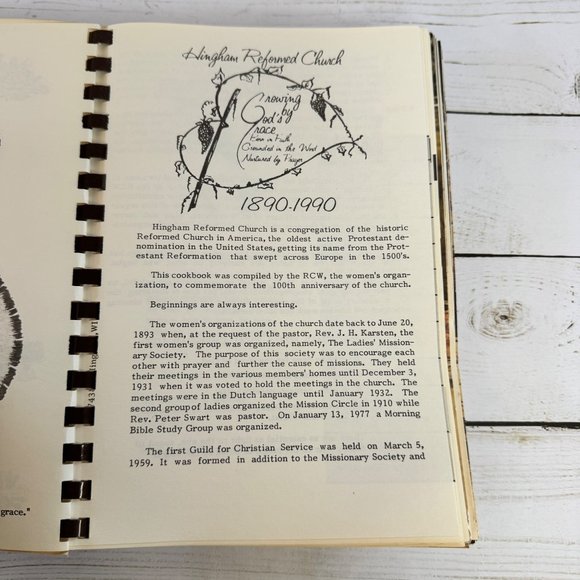 Hingham Reformed Church
Growing
by
God's
Grace
Firm in Faith
Grounded in the Word
Nurtured by Prayer
1890-1990
Hingham Reformed Church is a congregation of the historic
Reformed Church in America, the oldest active Protestant de-
nomination in the United States, getting its name from the Prot-
estant Reformation that swept across Europe in the 1500's.
This cookbook was compiled by the RCW, the women's organ-
ization, to commemorate the 100th anniversary of the church.
Beginnings are always interesting.
The women's organizations of the church date back to June 20,
1893 when, at the request of the pastor, Rev. J. H. Karsten, the
first women's group was organized, namely, The Ladies' Mission-
ary Society. The purpose of this society was to encourage each
other with prayer and further the cause of missions. They held
their meetings in the various members' homes until December 3,
1931 when it was voted to hold the meetings in the church. The
meetings were in the Dutch language until January 1932. The
second group of ladies organized the Mission Circle in 1910 while
Rev. Peter Swart was pastor. On January 13, 1977 a Morning
Bible Study Group was organized.
The first Guild for Christian Service was held on March 5,
1959. It was formed in addition to the Missionary Society and
grace."